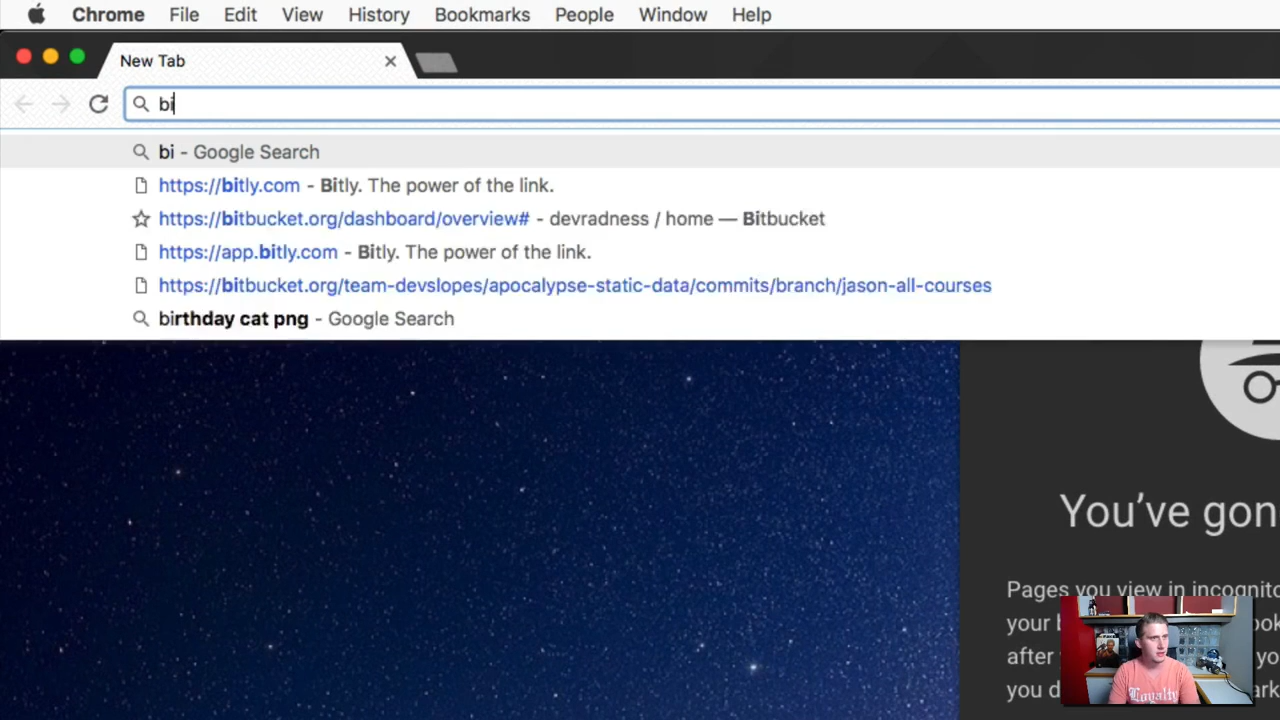 Chrome File Edit View History Bookmarks People Window Help
New Tab
bi
bi - Google Search
https://bitly.com - Bitly. The power of the link.
https://bitbucket.org/dashboard/overview# - devradness / home — Bitbucket
https://app.bitly.com - Bitly. The power of the link.
https://bitbucket.org/team-devslopes/apocalypse-static-data/commits/branch/jason-all-courses
birthday cat png - Google Search
You’ve gon
Pages you view in incognito
your
after
you d
Loyalty